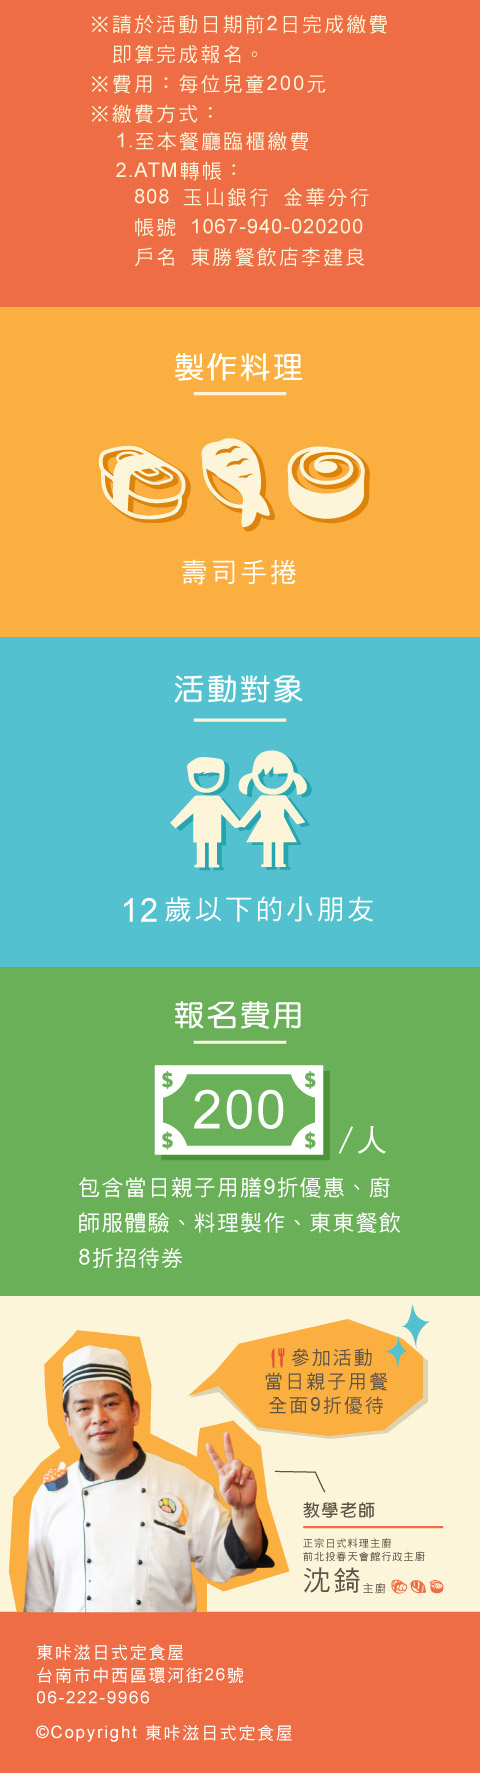 ※請於活動日期前2日完成繳費
即算完成報名。
※費用：每位兒童200元
※繳費方式：
1.至本餐廳臨櫃繳費
2.ATM轉帳：
808 玉山銀行 金華分行
帳號 1067-940-020200
戶名 東勝餐飲店李建良
製作料理
壽司手捲
活動對象
12歲以下的小朋友
報名費用
$ $
200
$ $
/人
包含當日親子用膳9折優惠、廚
師服體驗、料理製作、東東餐飲
8折招待券
參加活動
當日親子用餐
全面9折優待
教學老師
正宗日式料理主廚
前北投春天會館行政主廚
沈錡主廚
東咔滋日式定食屋
台南市中西區環河街26號
06-222-9966
©Copyright 東咔滋日式定食屋